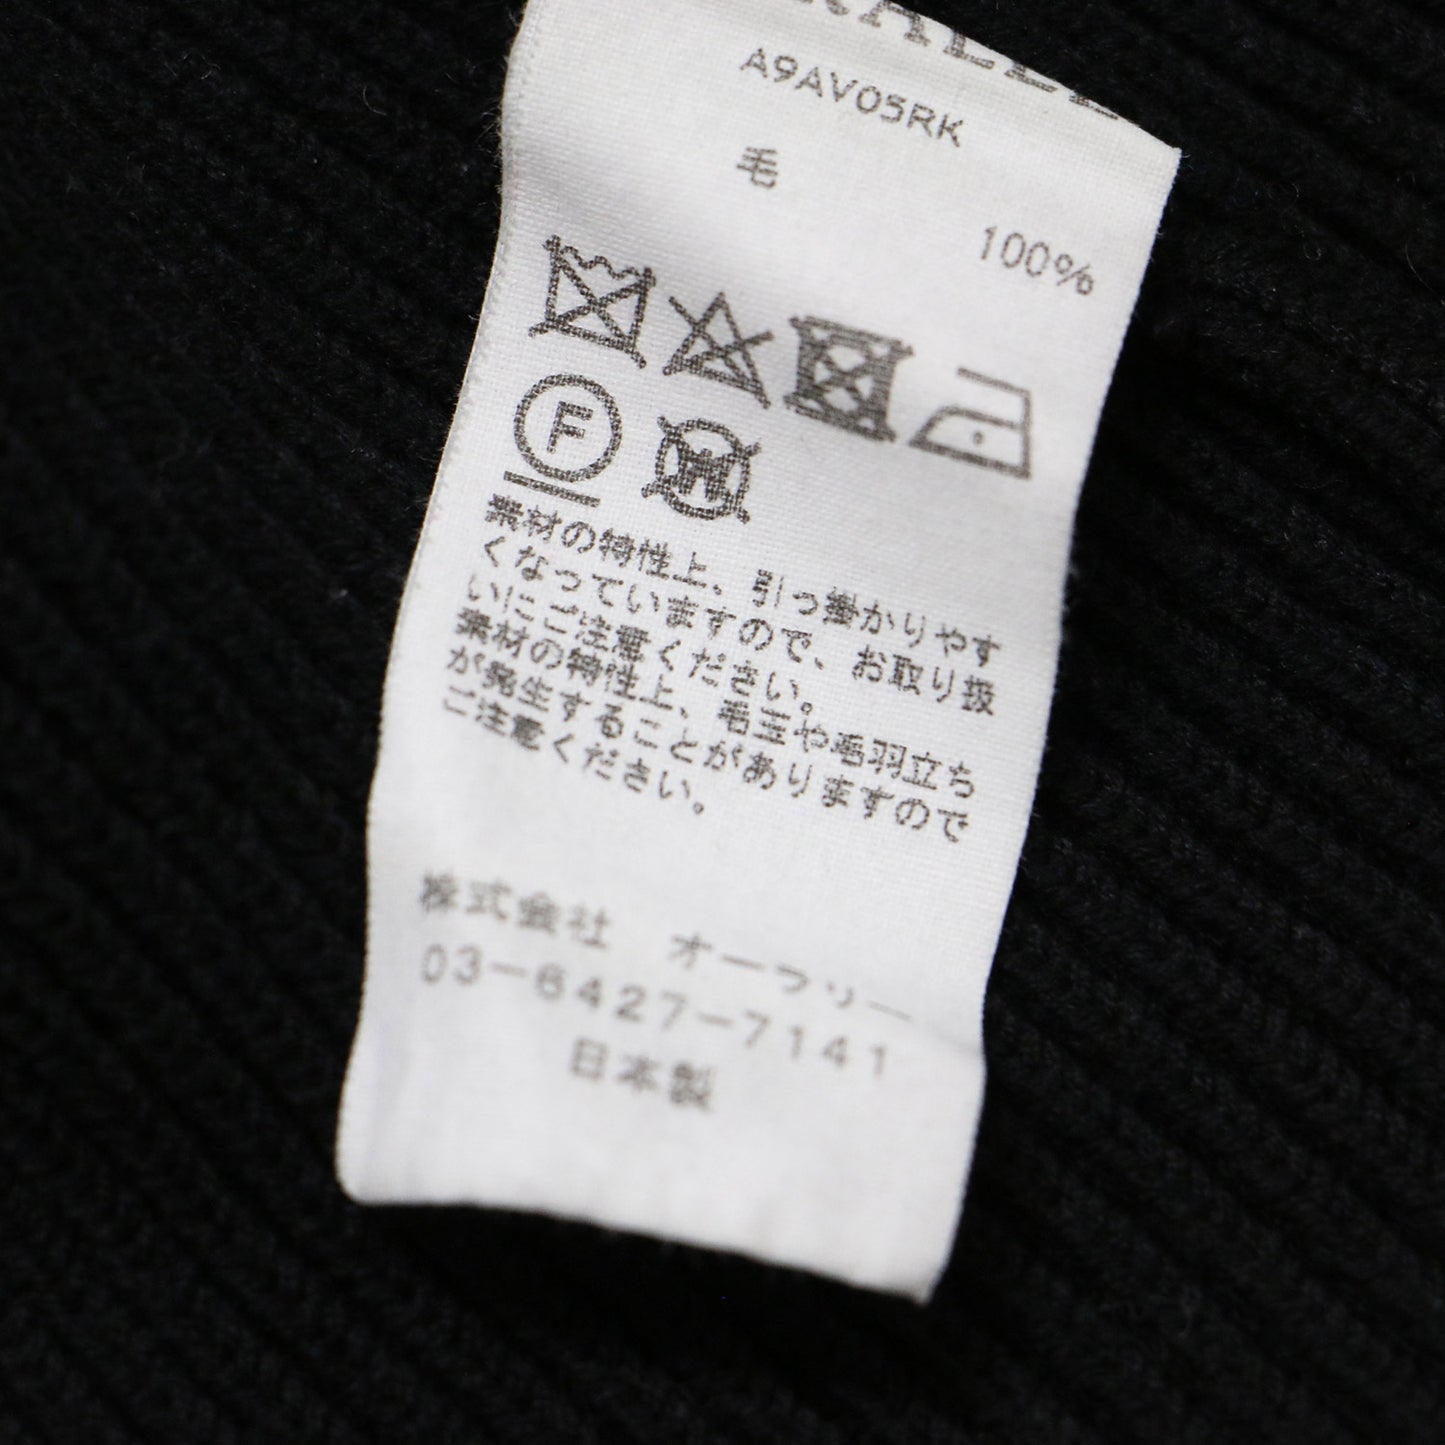 A9AV05RK
毛
100%
F
W
素材の特性上、引っ掛かりやす
くなっていますので、お取り扱
いにご注意ください。
素材の特性上、毛玉や毛羽立ち
が発生することがありますので
ご注意ください。
株式会社 オーラリー
03-6427-7141
日本製